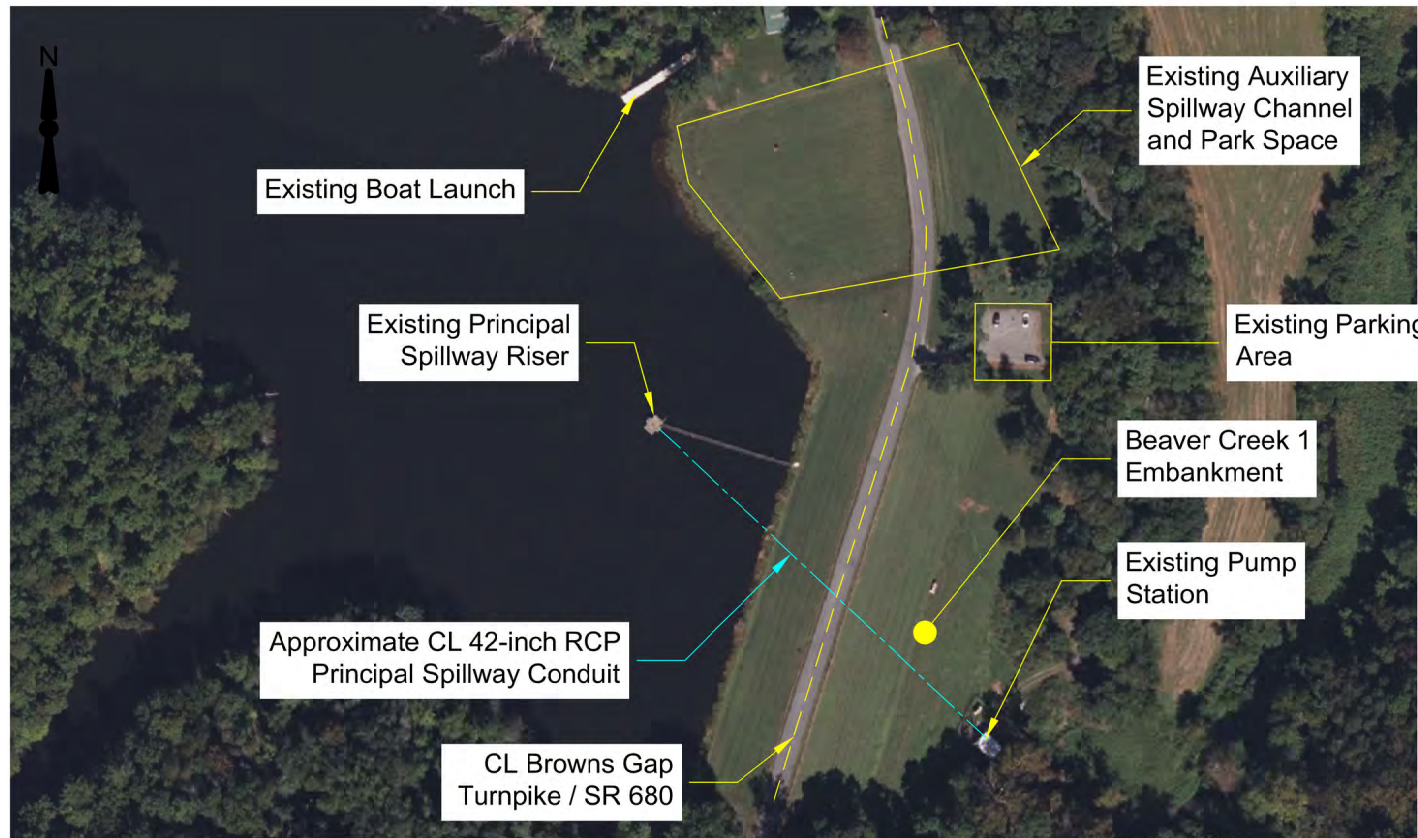 N
Existing Auxiliary
Spillway Channel
and Park Space
Existing Boat Launch
Existing Principal
Spillway Riser
Existing Parking
Area
Beaver Creek 1
Embankment
Existing Pump
Station
Approximate CL 42-inch RCP
Principal Spillway Conduit
CL Browns Gap
Turnpike / SR 680